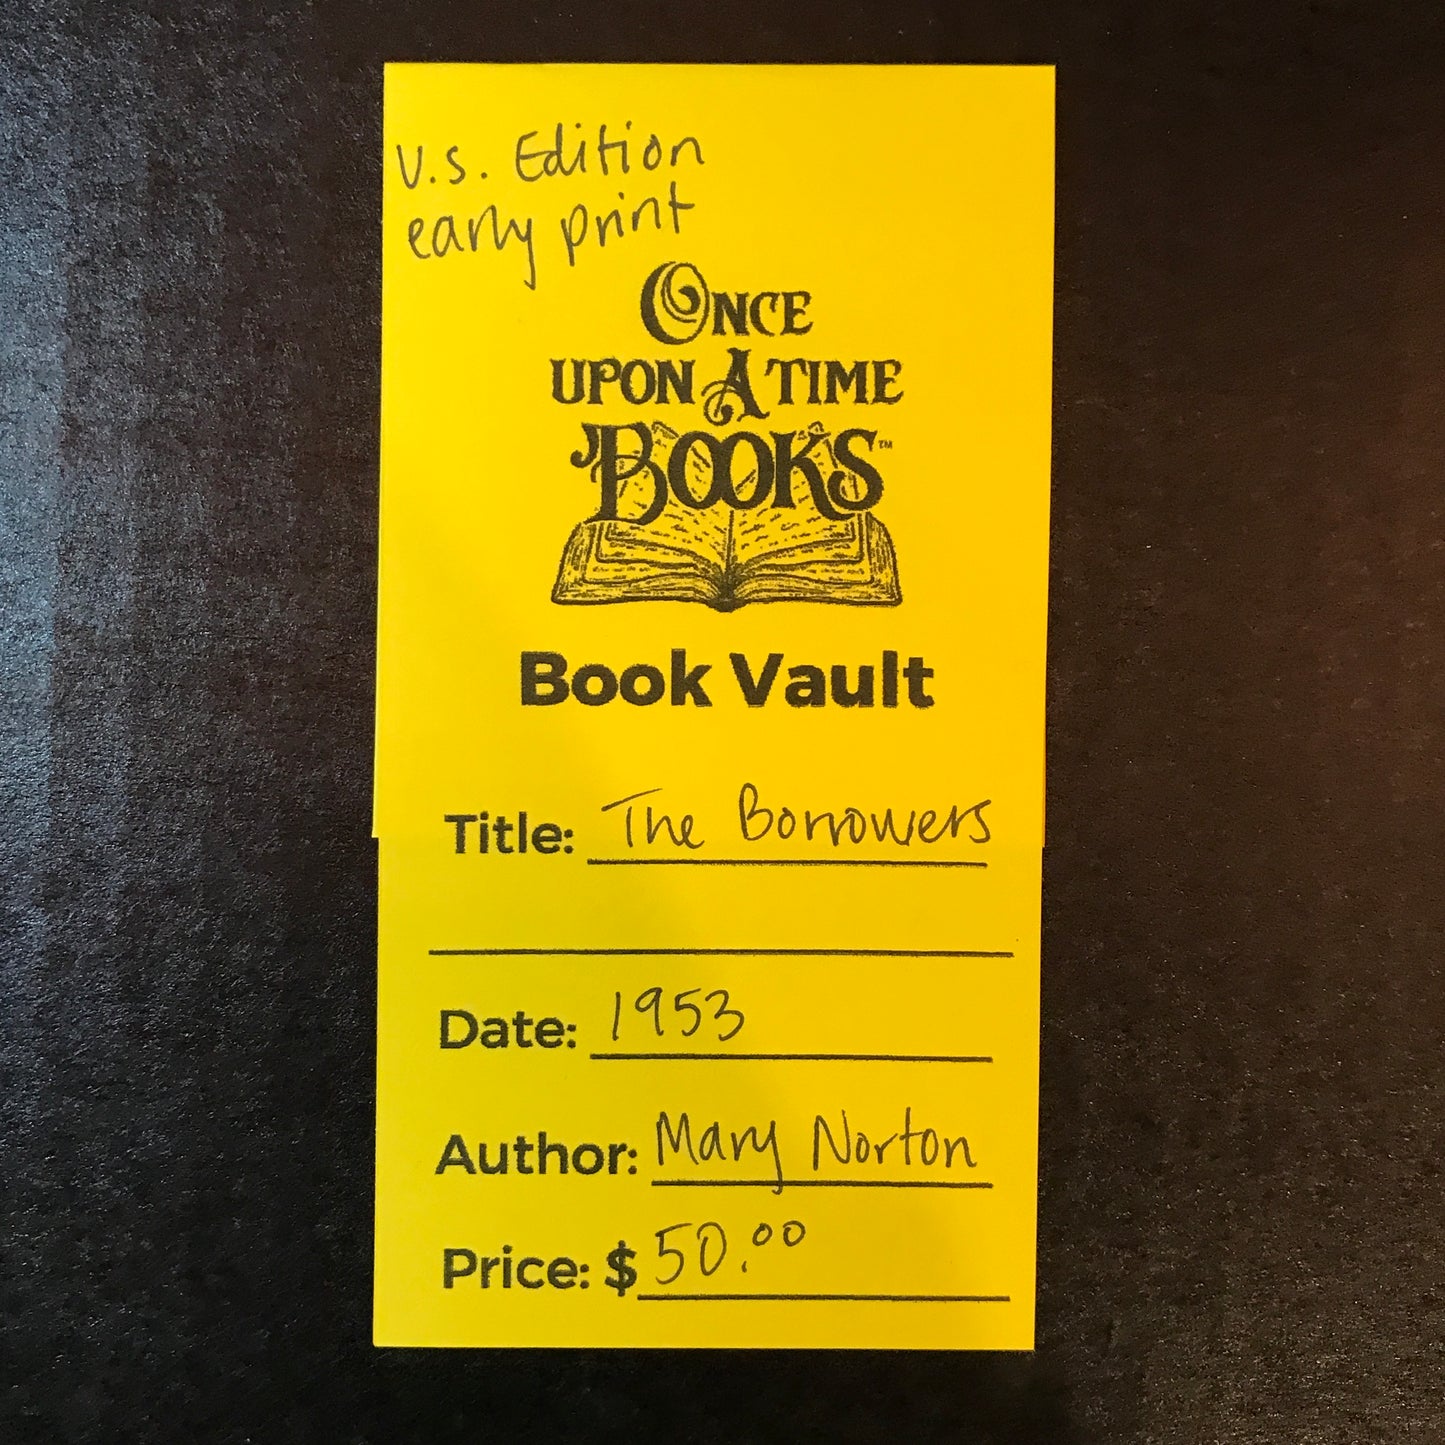 U.S. Edition
early print
ONCE
UPON A TIME
BOOKS™
Book Vault
Title: The Borrowers
Date: 1953
Author: Mary Norton
Price: $50.00